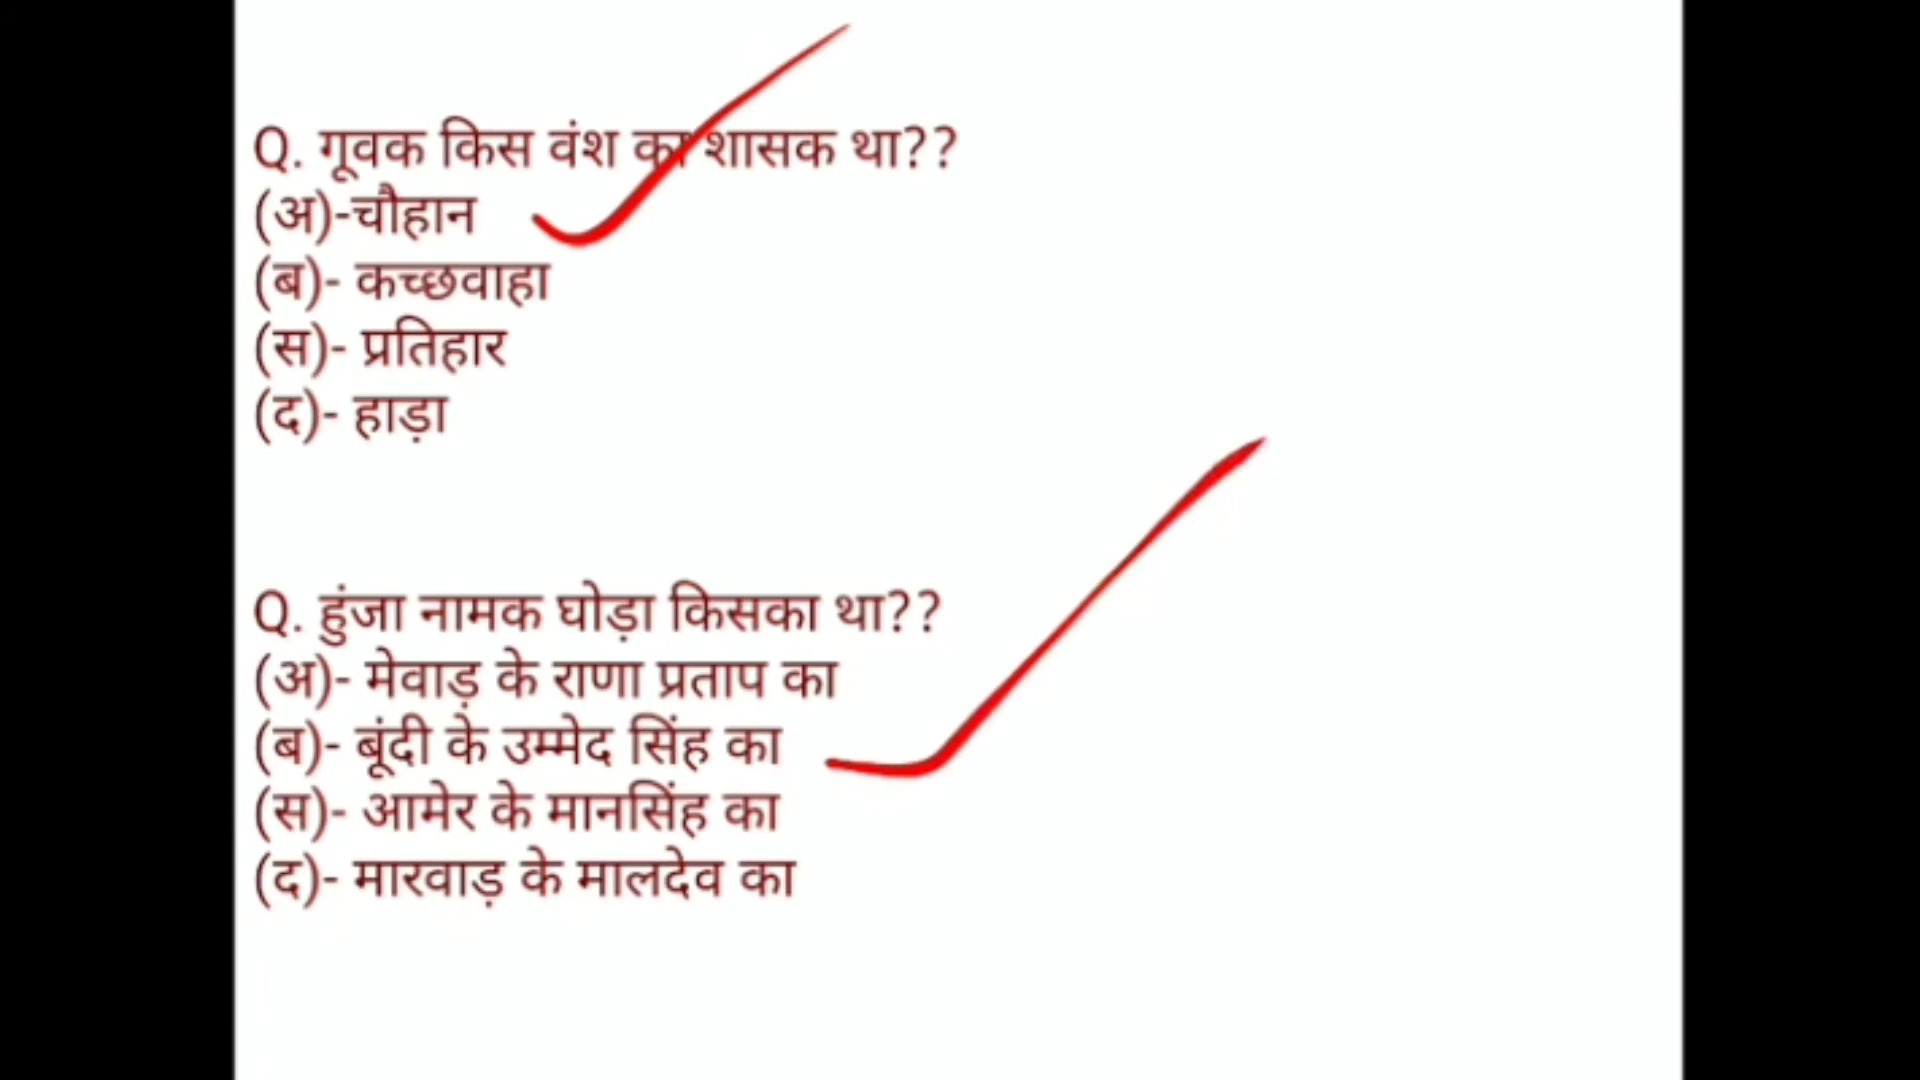 Q. गूवक किस वंश का शासक था??
(अ)-चौहान
(ब)- कच्छवाहा
(स)- प्रतिहार
(द)- हाड़ा
Q. हुंजा नामक घोड़ा किसका था??
(अ)- मेवाड़ के राणा प्रताप का
(ब)- बूंदी के उम्मेद सिंह का
(स)- आमेर के मानसिंह का
(द)- मारवाड़ के मालदेव का